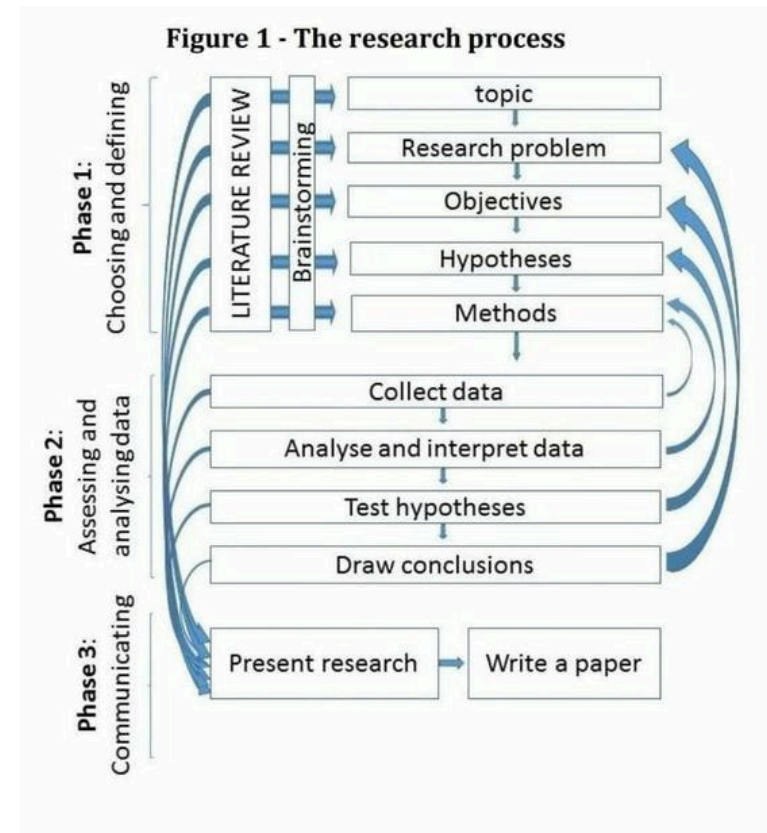 Figure 1 - The research process
Phase 1:
Choosing and defining
LITERATURE REVIEW
Brainstorming
topic
Research problem
Objectives
Hypotheses
Methods
Phase 2:
Assessing and
analysing data
Collect data
Analyse and interpret data
Test hypotheses
Draw conclusions
Phase 3:
Communicating
Present research
Write a paper